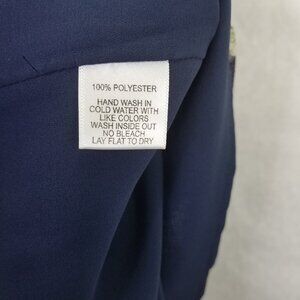 100% POLYESTER
HAND WASH IN
COLD WATER WITH
LIKE COLORS
WASH INSIDE OUT
NO BLEACH
LAY FLAT TO DRY